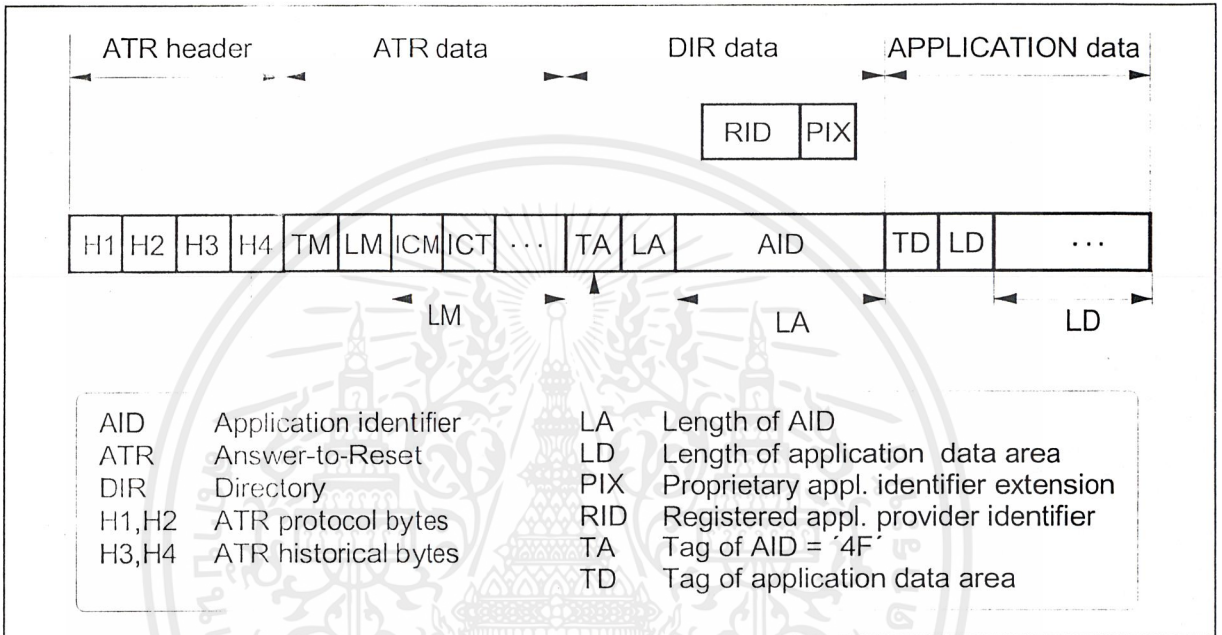 ATR header ATR data DIR data APPLICATION data
RID PIX
H1 H2 H3 H4 TM LM ICM ICT ... TA LA AID TD LD ...
LM LA LD
AID Application identifier
ATR Answer-to-Reset
DIR Directory
H1,H2 ATR protocol bytes
H3,H4 ATR historical bytes
LA Length of AID
LD Length of application data area
PIX Proprietary appl. identifier extension
RID Registered appl. provider identifier
TA Tag of AID = ´4F´
TD Tag of application data area